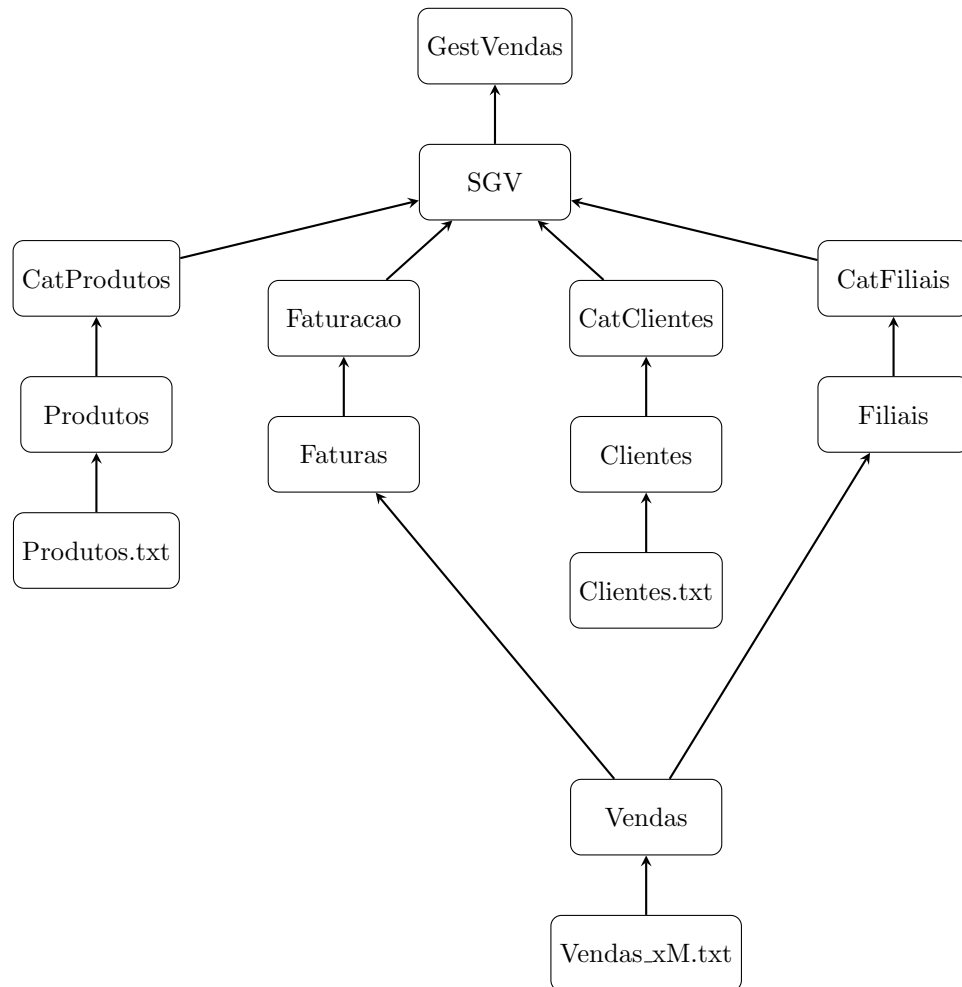 GestVendas
SGV
CatProdutos
CatFiliais
Faturacao
CatClientes
Produtos
Filiais
Faturas
Clientes
Produtos.txt
Clientes.txt
Vendas
Vendas_xM.txt